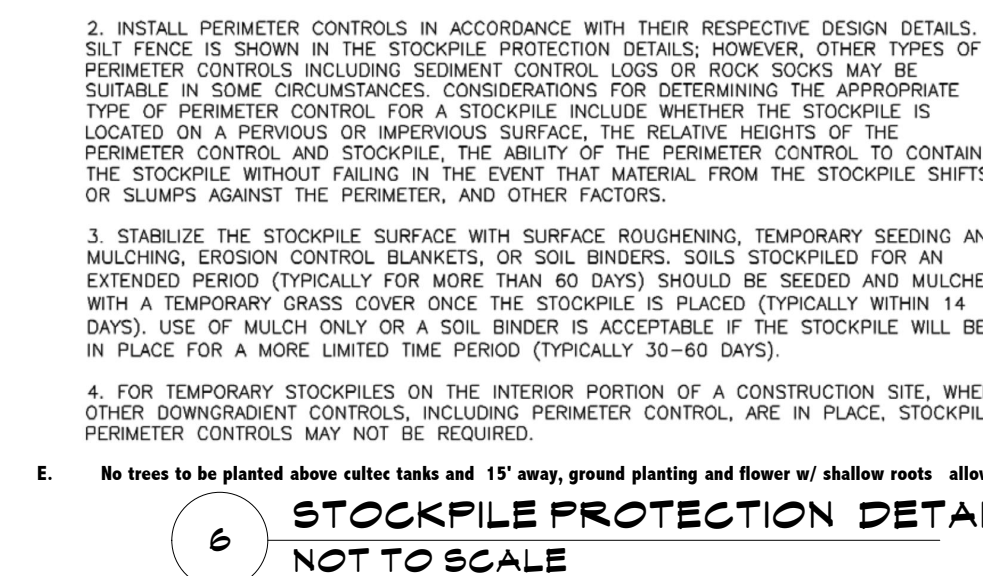 2. INSTALL PERIMETER CONTROLS IN ACCORDANCE WITH THEIR RESPECTIVE DESIGN DETAILS.
SILT FENCE IS SHOWN IN THE STOCKPILE PROTECTION DETAILS; HOWEVER, OTHER TYPES OF
PERIMETER CONTROLS INCLUDING SEDIMENT CONTROL LOGS OR ROCK SOCKS MAY BE
SUITABLE IN SOME CIRCUMSTANCES. CONSIDERATIONS FOR DETERMINING THE APPROPRIATE
TYPE OF PERIMETER CONTROL FOR A STOCKPILE INCLUDE WHETHER THE STOCKPILE IS
LOCATED ON A PERVIOUS OR IMPERVIOUS SURFACE, THE RELATIVE HEIGHTS OF THE
PERIMETER CONTROL AND STOCKPILE, THE ABILITY OF THE PERIMETER CONTROL TO CONTAIN
THE STOCKPILE WITHOUT FAILING IN THE EVENT THAT MATERIAL FROM THE STOCKPILE SHIFTS
OR SLUMPS AGAINST THE PERIMETER, AND OTHER FACTORS.
3. STABILIZE THE STOCKPILE SURFACE WITH SURFACE ROUGHENING, TEMPORARY SEEDING AN
MULCHING, EROSION CONTROL BLANKETS, OR SOIL BINDERS. SOILS STOCKPILED FOR AN
EXTENDED PERIOD (TYPICALLY FOR MORE THAN 60 DAYS) SHOULD BE SEEDED AND MULCHE
WITH A TEMPORARY GRASS COVER ONCE THE STOCKPILE IS PLACED (TYPICALLY WITHIN 14
DAYS). USE OF MULCH ONLY OR A SOIL BINDER IS ACCEPTABLE IF THE STOCKPILE WILL BE
IN PLACE FOR A MORE LIMITED TIME PERIOD (TYPICALLY 30-60 DAYS).
4. FOR TEMPORARY STOCKPILES ON THE INTERIOR PORTION OF A CONSTRUCTION SITE, WHE
OTHER DOWNGRADIENT CONTROLS, INCLUDING PERIMETER CONTROL, ARE IN PLACE, STOCKPIL
PERIMETER CONTROLS MAY NOT BE REQUIRED.
E. No trees to be planted above cultec tanks and 15' away, ground planting and flower w/ shallow roots allow
6 STOCKPILE PROTECTION DETAI
NOT TO SCALE